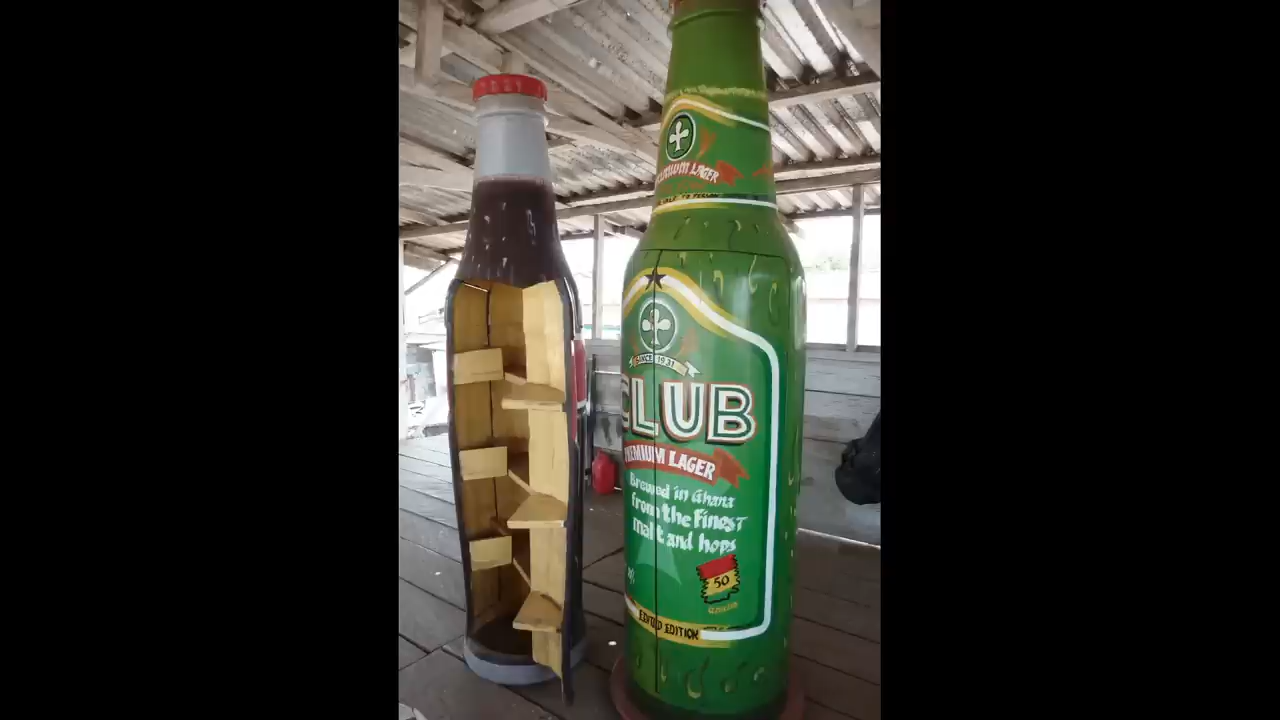 PREMIUM LAGER
SINCE 1931
CLUB
PREMIUM LAGER
Brewed in Ghana
from the Finest
malt and hops
50
EDITION